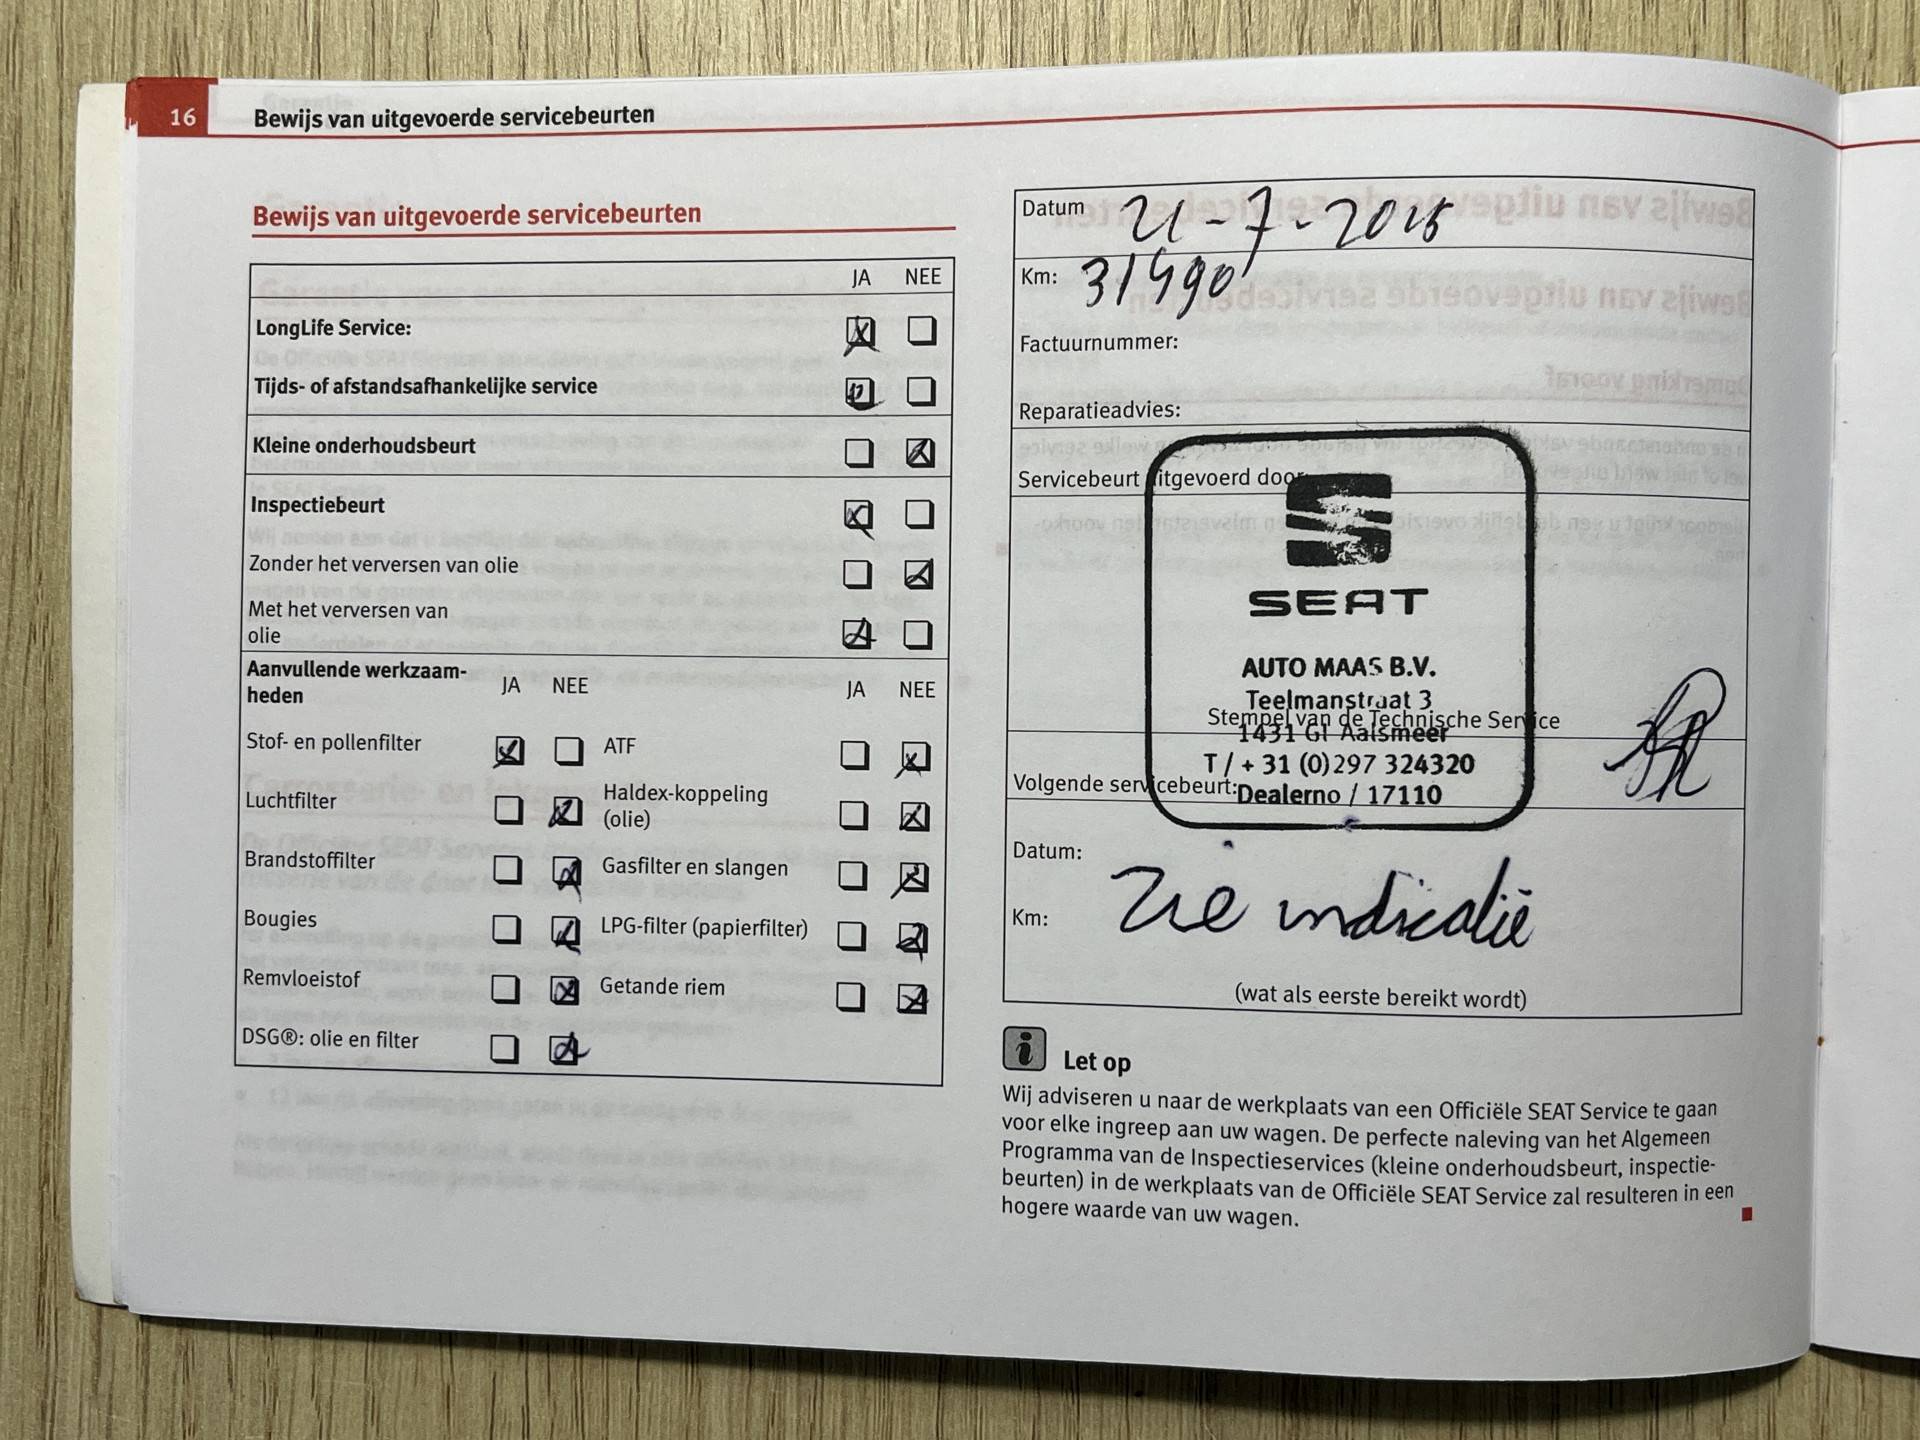 16 Bewijs van uitgevoerde servicebeurten
Bewijs van uitgevoerde servicebeurten
JA NEE
LongLife Service:
Tijds- of afstandsafhankelijke service
Kleine onderhoudsbeurt
Inspectiebeurt
Zonder het verversen van olie
Met het verversen van
olie
Aanvullende werkzaam-
heden
JA NEE JA NEE
Stof- en pollenfilter ATF
Luchtfilter Haldex-koppeling
(olie)
Brandstoffilter Gasfilter en slangen
Bougies LPG-filter (papierfilter)
Remvloeistof Getande riem
DSG®: olie en filter
Datum 21-7-2015
Km: 31490
Factuurnummer:
Reparatieadvies:
Servicebeurt uitgevoerd door
SEAT
AUTO MAAS B.V.
Teelmanstraat 3
Stempel van de Technische Service
1431 GT Aalsmeer
T / + 31 (0)297 324320
Volgende servicebeurt:
Dealerno / 17110
Datum:
Km: zie indicatië
(wat als eerste bereikt wordt)
i Let op
Wij adviseren u naar de werkplaats van een Officiële SEAT Service te gaan
voor elke ingreep aan uw wagen. De perfecte naleving van het Algemeen
Programma van de Inspectieservices (kleine onderhoudsbeurt, inspectie-
beurten) in de werkplaats van de Officiële SEAT Service zal resulteren in een
hogere waarde van uw wagen.